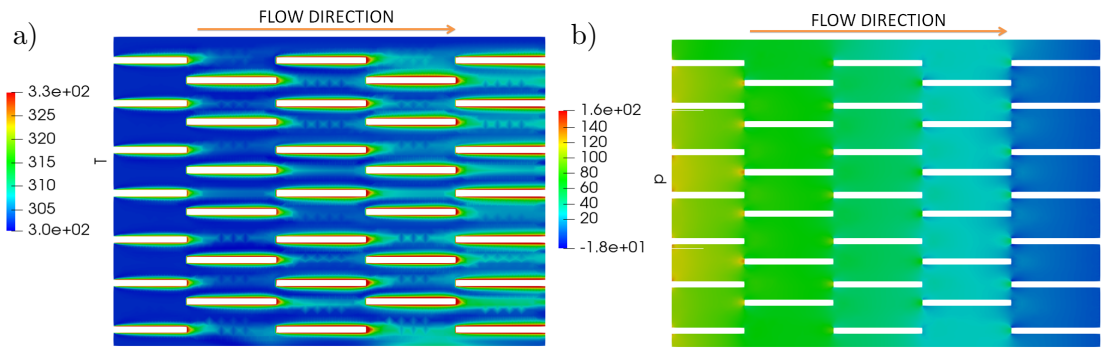 a)
FLOW DIRECTION
3.3e+02
325
320
315
310
305
3.0e+02
T
b)
FLOW DIRECTION
1.6e+02
140
120
100
80
60
40
20
-1.8e+01
p